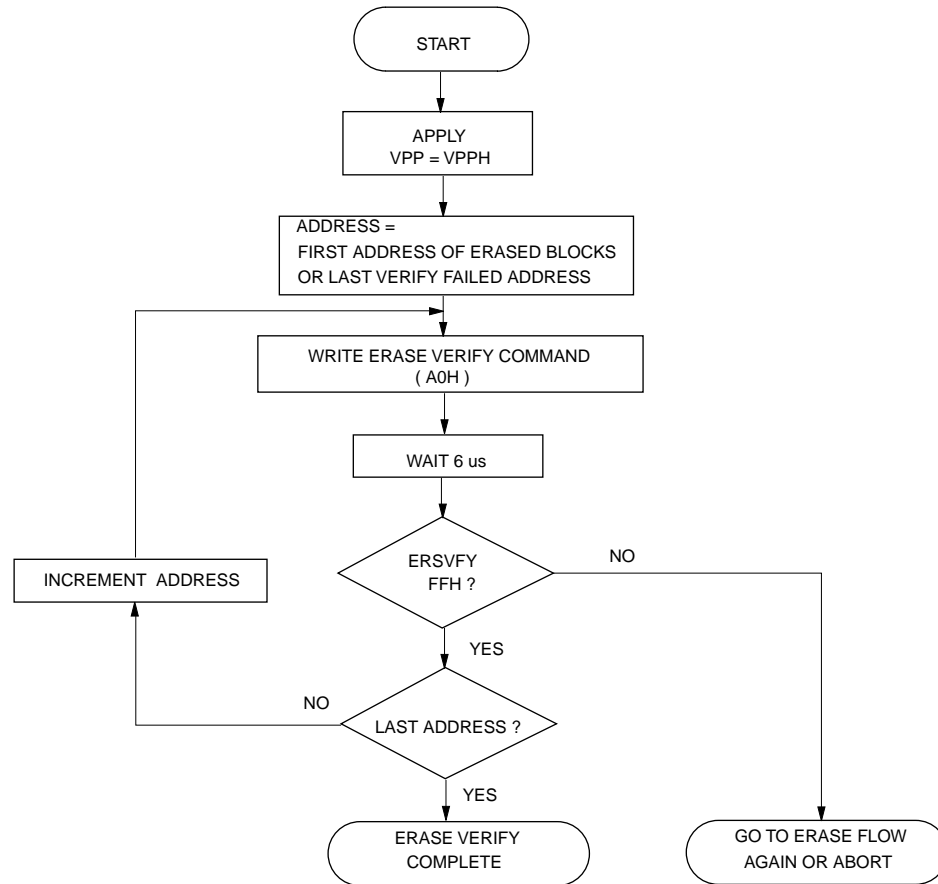 START
APPLY
VPP = VPPH
ADDRESS =
FIRST ADDRESS OF ERASED BLOCKS
OR LAST VERIFY FAILED ADDRESS
WRITE ERASE VERIFY COMMAND
( A0H )
WAIT 6 us
ERSVFY
FFH ?
NO
INCREMENT ADDRESS
YES
NO
LAST ADDRESS ?
YES
ERASE VERIFY
COMPLETE
GO TO ERASE FLOW
AGAIN OR ABORT